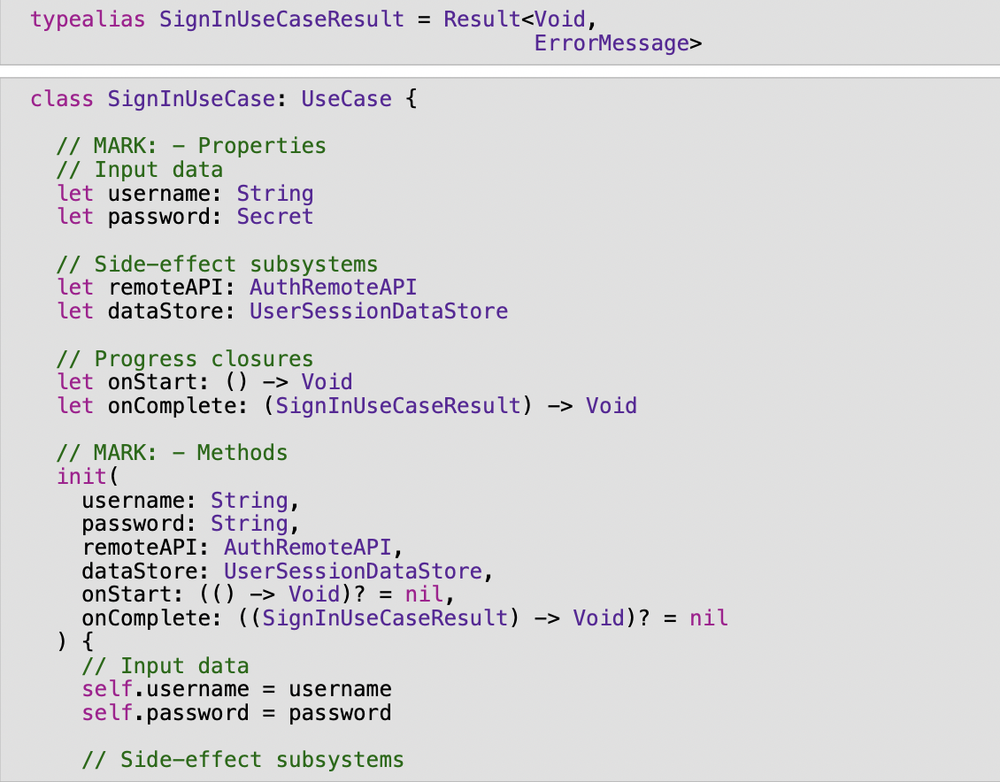 typealias SignInUseCaseResult = Result<Void,
                                       ErrorMessage>
class SignInUseCase: UseCase {
  // MARK: – Properties
  // Input data
  let username: String
  let password: Secret
  // Side–effect subsystems
  let remoteAPI: AuthRemoteAPI
  let dataStore: UserSessionDataStore
  // Progress closures
  let onStart: () –> Void
  let onComplete: (SignInUseCaseResult) –> Void
  // MARK: – Methods
  init(
    username: String,
    password: String,
    remoteAPI: AuthRemoteAPI,
    dataStore: UserSessionDataStore,
    onStart: (() –> Void)? = nil,
    onComplete: ((SignInUseCaseResult) –> Void)? = nil
  ) {
    // Input data
    self.username = username
    self.password = password
    // Side–effect subsystems